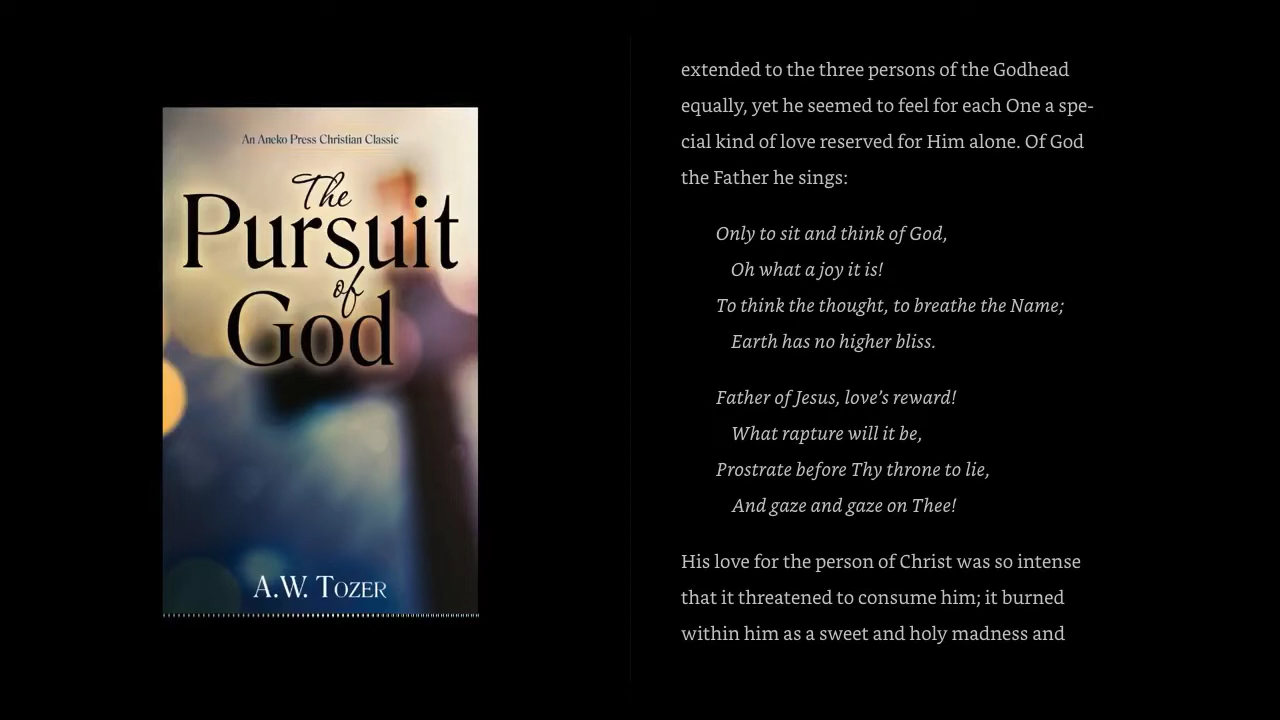 An Aneko Press Christian Classic
The
Pursuit
of
God
A.W. Tozer
extended to the three persons of the Godhead
equally, yet he seemed to feel for each One a spe-
cial kind of love reserved for Him alone. Of God
the Father he sings:
Only to sit and think of God,
Oh what a joy it is!
To think the thought, to breathe the Name;
Earth has no higher bliss.
Father of Jesus, love’s reward!
What rapture will it be,
Prostrate before Thy throne to lie,
And gaze and gaze on Thee!
His love for the person of Christ was so intense
that it threatened to consume him; it burned
within him as a sweet and holy madness and